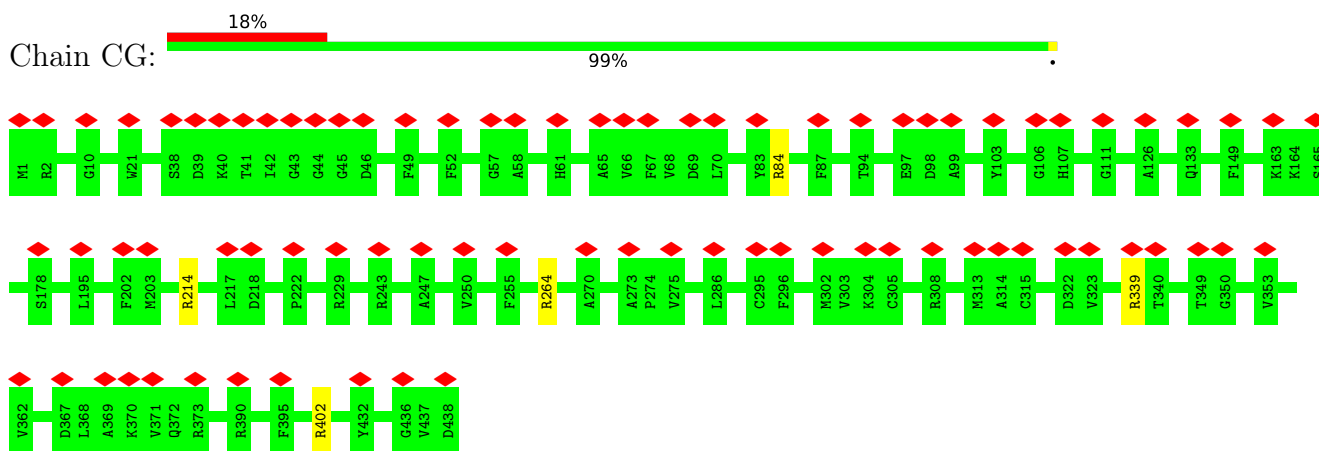 18%
Chain CG:
99%
M1 R2 G10 W21 S38 D39 K40 T41 I42 G43 G44 G45 D46 F49 F52 G57 A58 H61 A65 V66 F67 V68 D69 L70 Y83 R84 F87 T94 E97 D98 A99 Y103 G106 H107 G111 A126 Q133 F149 K163 K164 S165
S178 L195 F202 M203 R214 L217 D218 P222 R229 R243 A247 V250 F255 R264 A270 A273 P274 V275 L286 C295 F296 M302 V303 K304 C305 R308 M313 A314 C315 D322 V323 R339 T340 T349 G350 V353
V362 D367 L368 A369 K370 V371 Q372 R373 R390 F395 R402 Y432 G436 V437 D438